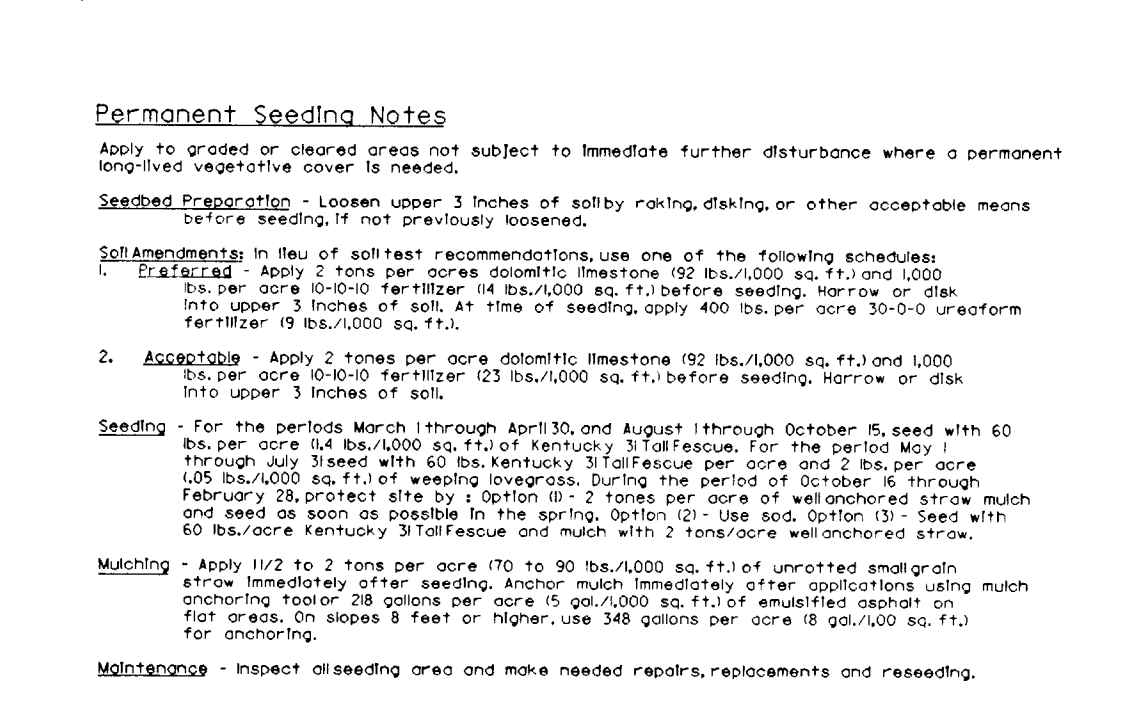 Permanent Seeding Notes
Apply to graded or cleared areas not subject to immediate further disturbance where a permanent
long-lived vegetative cover is needed.
Seedbed Preparation - Loosen upper 3 inches of soil by raking, disking, or other acceptable means
before seeding, if not previously loosened.
Soil Amendments: In lieu of soil test recommendations, use one of the following schedules:
1. Preferred - Apply 2 tons per acres dolomitic limestone (92 lbs./1,000 sq. ft.) and 1,000
lbs. per acre 10-10-10 fertilizer (14 lbs./1,000 sq. ft.) before seeding. Harrow or disk
into upper 3 inches of soil. At time of seeding, apply 400 lbs. per acre 30-0-0 ureaform
fertilizer (9 lbs./1,000 sq. ft.).
2. Acceptable - Apply 2 tones per acre dolomitic limestone (92 lbs./1,000 sq. ft.) and 1,000
lbs. per acre 10-10-10 fertilizer (23 lbs./1,000 sq. ft.) before seeding. Harrow or disk
into upper 3 inches of soil.
Seeding - For the periods March 1 through April 30, and August 1 through October 15, seed with 60
lbs. per acre (1.4 lbs./1,000 sq. ft.) of Kentucky 31 Tall Fescue. For the period May 1
through July 31 seed with 60 lbs. Kentucky 31 Tall Fescue per acre and 2 lbs. per acre
(.05 lbs./1,000 sq. ft.) of weeping lovegrass. During the period of October 16 through
February 28, protect site by : Option (1) - 2 tones per acre of well anchored straw mulch
and seed as soon as possible in the spring. Option (2) - Use sod. Option (3) - Seed with
60 lbs./acre Kentucky 31 Tall Fescue and mulch with 2 tons/acre well anchored straw.
Mulching - Apply 1 1/2 to 2 tons per acre (70 to 90 lbs./1,000 sq. ft.) of unrotted small grain
straw immediately after seeding. Anchor mulch immediately after applications using mulch
anchoring tool or 218 gallons per acre (5 gal./1,000 sq. ft.) of emulsified asphalt on
flat areas. On slopes 8 feet or higher, use 348 gallons per acre (8 gal./1,00 sq. ft.)
for anchoring.
Maintenance - Inspect all seeding area and make needed repairs, replacements and reseeding.